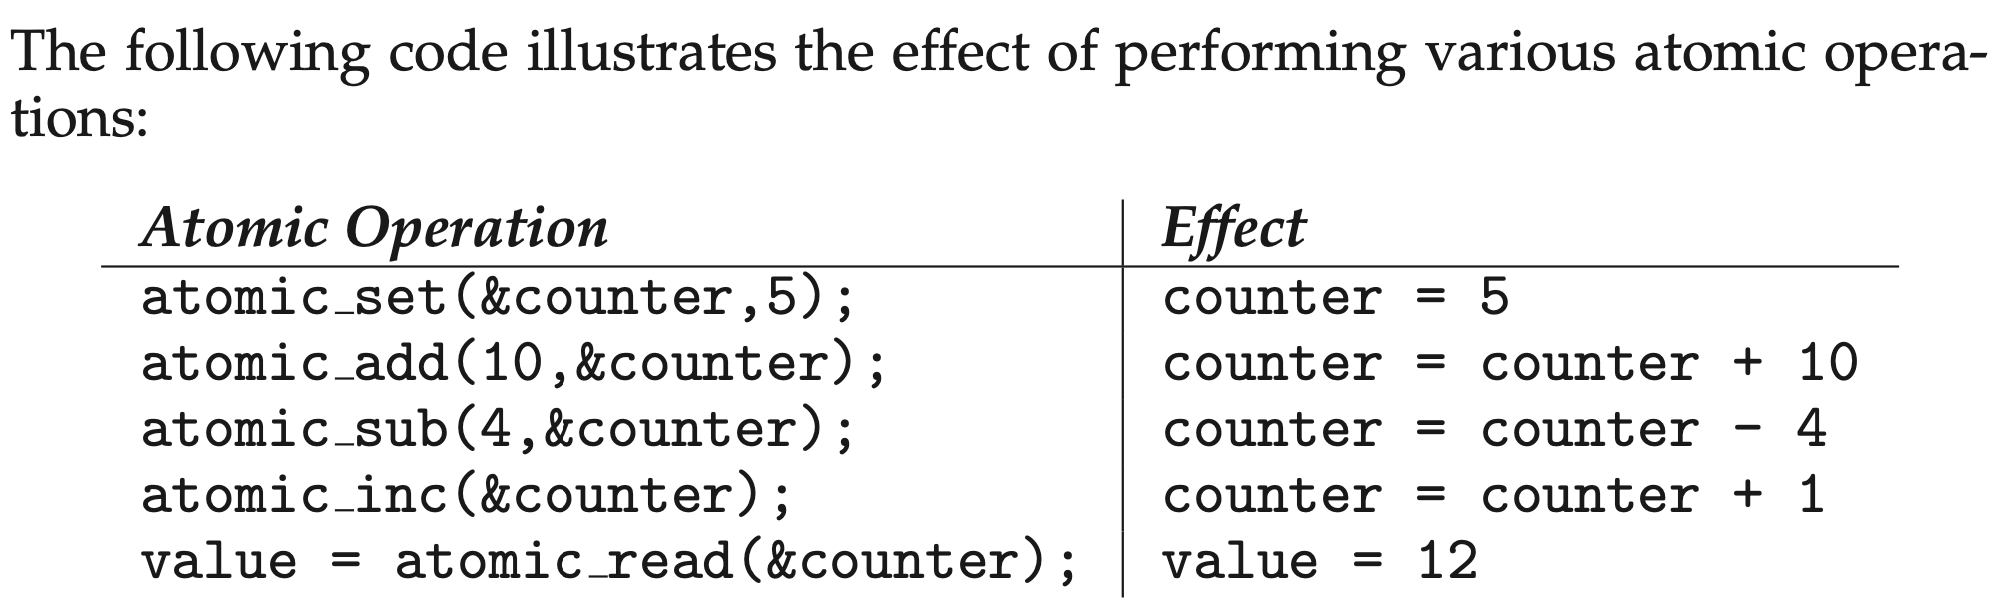 The following code illustrates the effect of performing various atomic opera-
tions:
Atomic Operation Effect
atomic_set(&counter,5); counter = 5
atomic_add(10,&counter); counter = counter + 10
atomic_sub(4,&counter); counter = counter - 4
atomic_inc(&counter); counter = counter + 1
value = atomic_read(&counter); value = 12